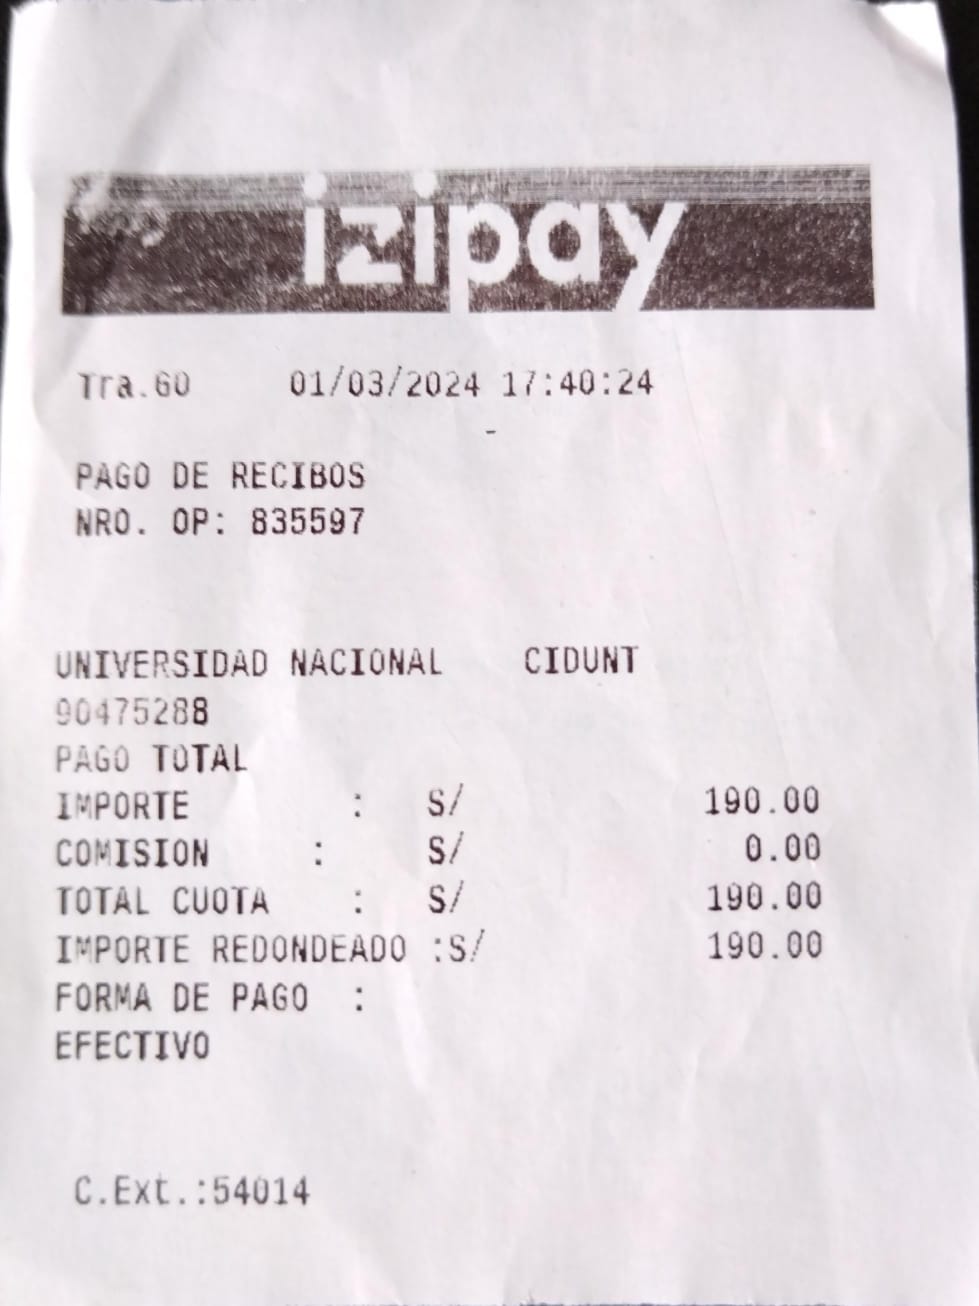 izipay
Tra.60 01/03/2024 17:40:24
-
PAGO DE RECIBOS
NRO. OP: 835597
UNIVERSIDAD NACIONAL CIDUNT
90475288
PAGO TOTAL
IMPORTE : S/ 190.00
COMISION : S/ 0.00
TOTAL CUOTA : S/ 190.00
IMPORTE REDONDEADO :S/ 190.00
FORMA DE PAGO :
EFECTIVO
C.Ext.:54014